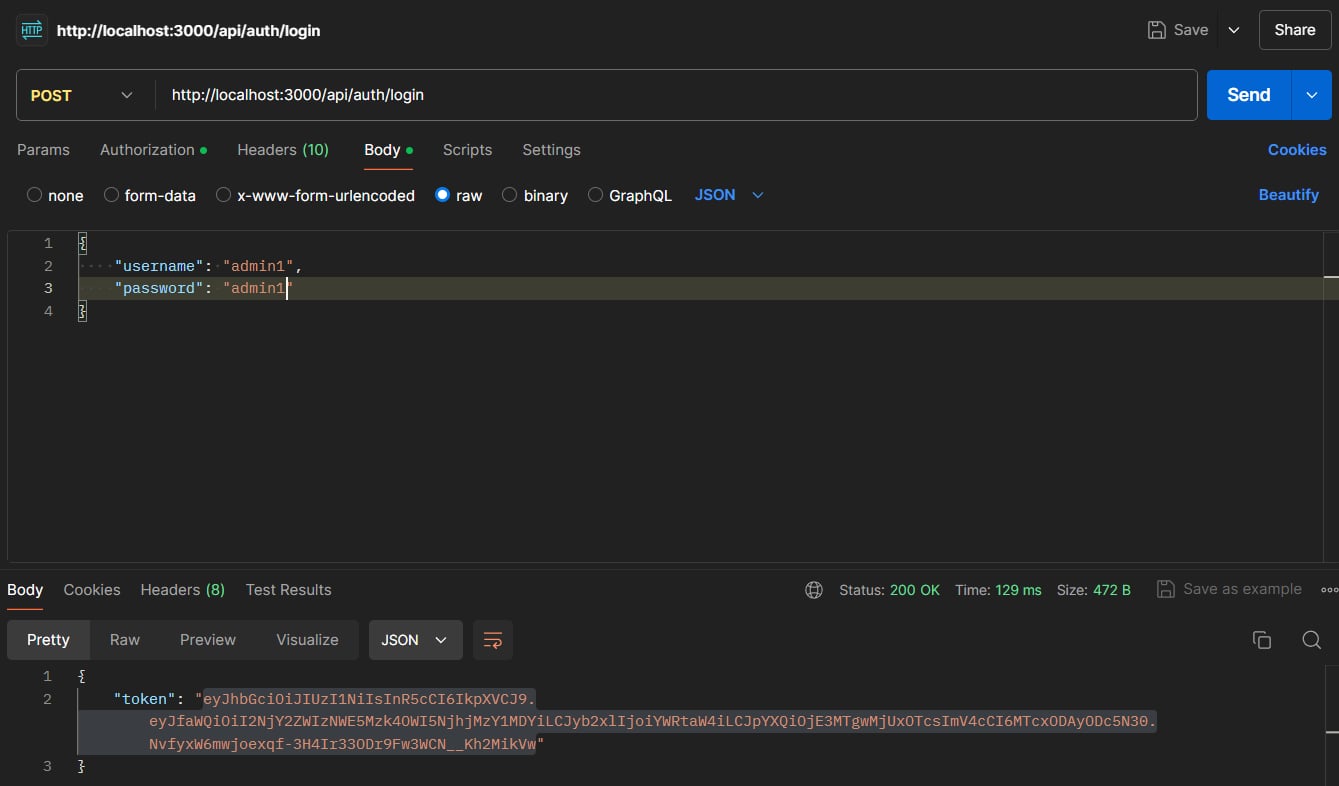 HTTP http://localhost:3000/api/auth/login Save Share
POST http://localhost:3000/api/auth/login Send
Params Authorization Headers (10) Body Scripts Settings Cookies
none form-data x-www-form-urlencoded raw binary GraphQL JSON Beautify
1 {
2 "username": "admin1",
3 "password": "admin1"
4 }
Body Cookies Headers (8) Test Results Status: 200 OK Time: 129 ms Size: 472 B Save as example
Pretty Raw Preview Visualize JSON
1 {
2 "token": "eyJhbGciOiJIUzI1NiIsInR5cCI6IkpXVCJ9.
eyJfaWQiOiI2NjY2ZWIzNWE5Mzk4OWI5NjhjMzY1MDYiLCJyb2xlIjoiYWRtaW4iLCJpYXQiOjE3MTgwMjUxOTcsImV4cCI6MTcxODAyODc5N30.
NvfyxW6mwjoexqf-3H4Ir33ODr9Fw3WCN__Kh2MikVw"
3 }